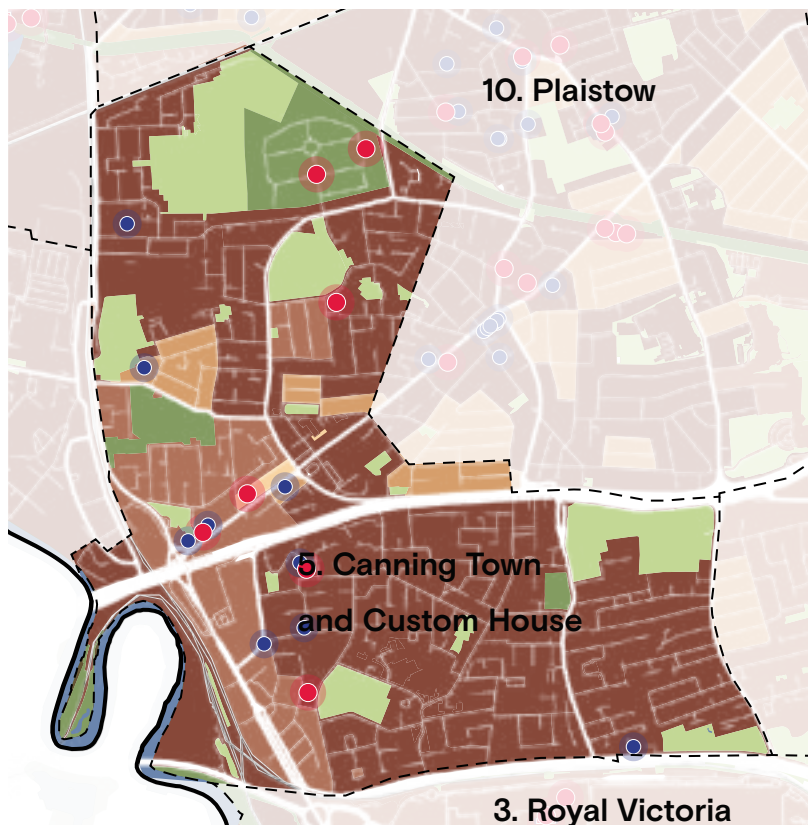 10. Plaistow
5. Canning Town
and Custom House
3. Royal Victoria